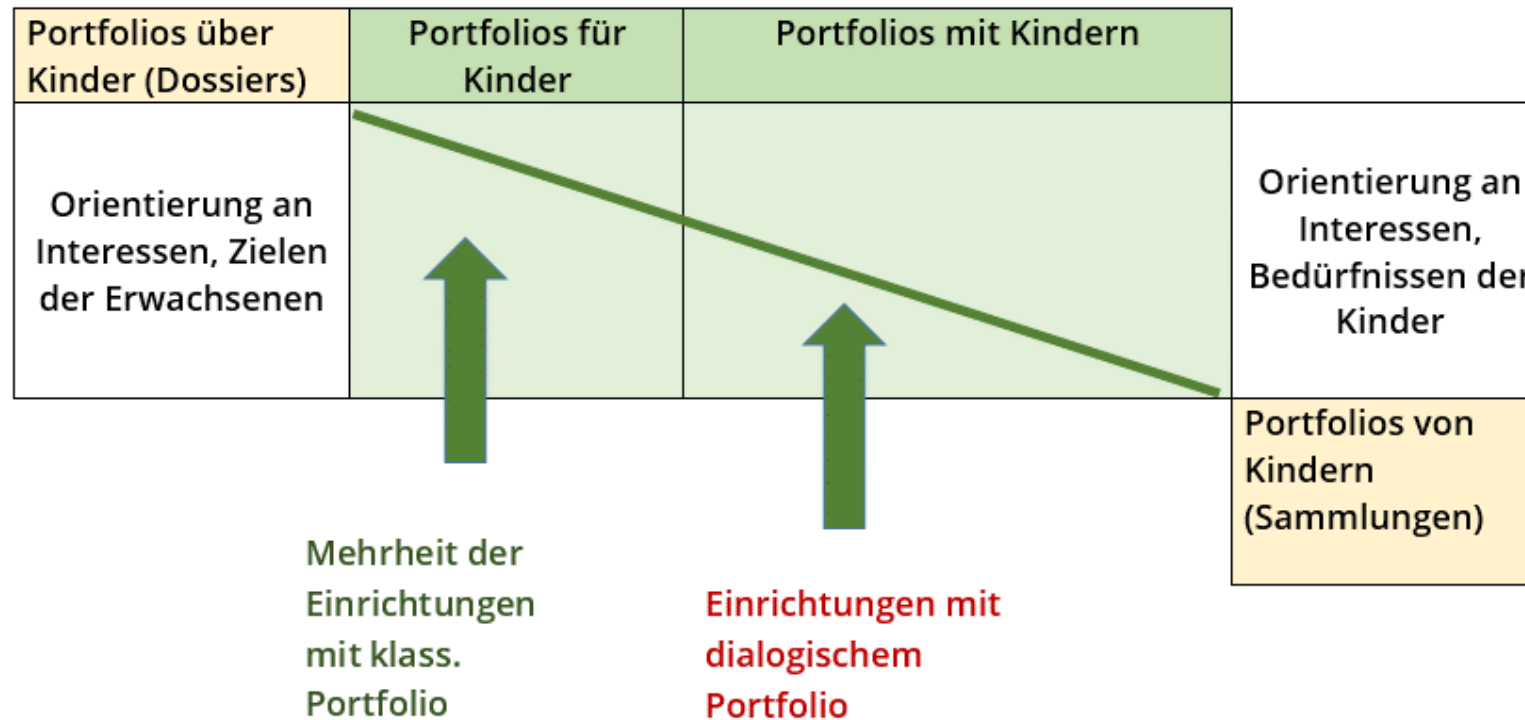 Portfolios über
Kinder (Dossiers)
Portfolios für
Kinder
Portfolios mit Kindern
Orientierung an
Interessen, Zielen
der Erwachsenen
Orientierung an
Interessen,
Bedürfnissen der
Kinder
Portfolios von
Kindern
(Sammlungen)
Mehrheit der
Einrichtungen
mit klass.
Portfolio
Einrichtungen mit
dialogischem
Portfolio